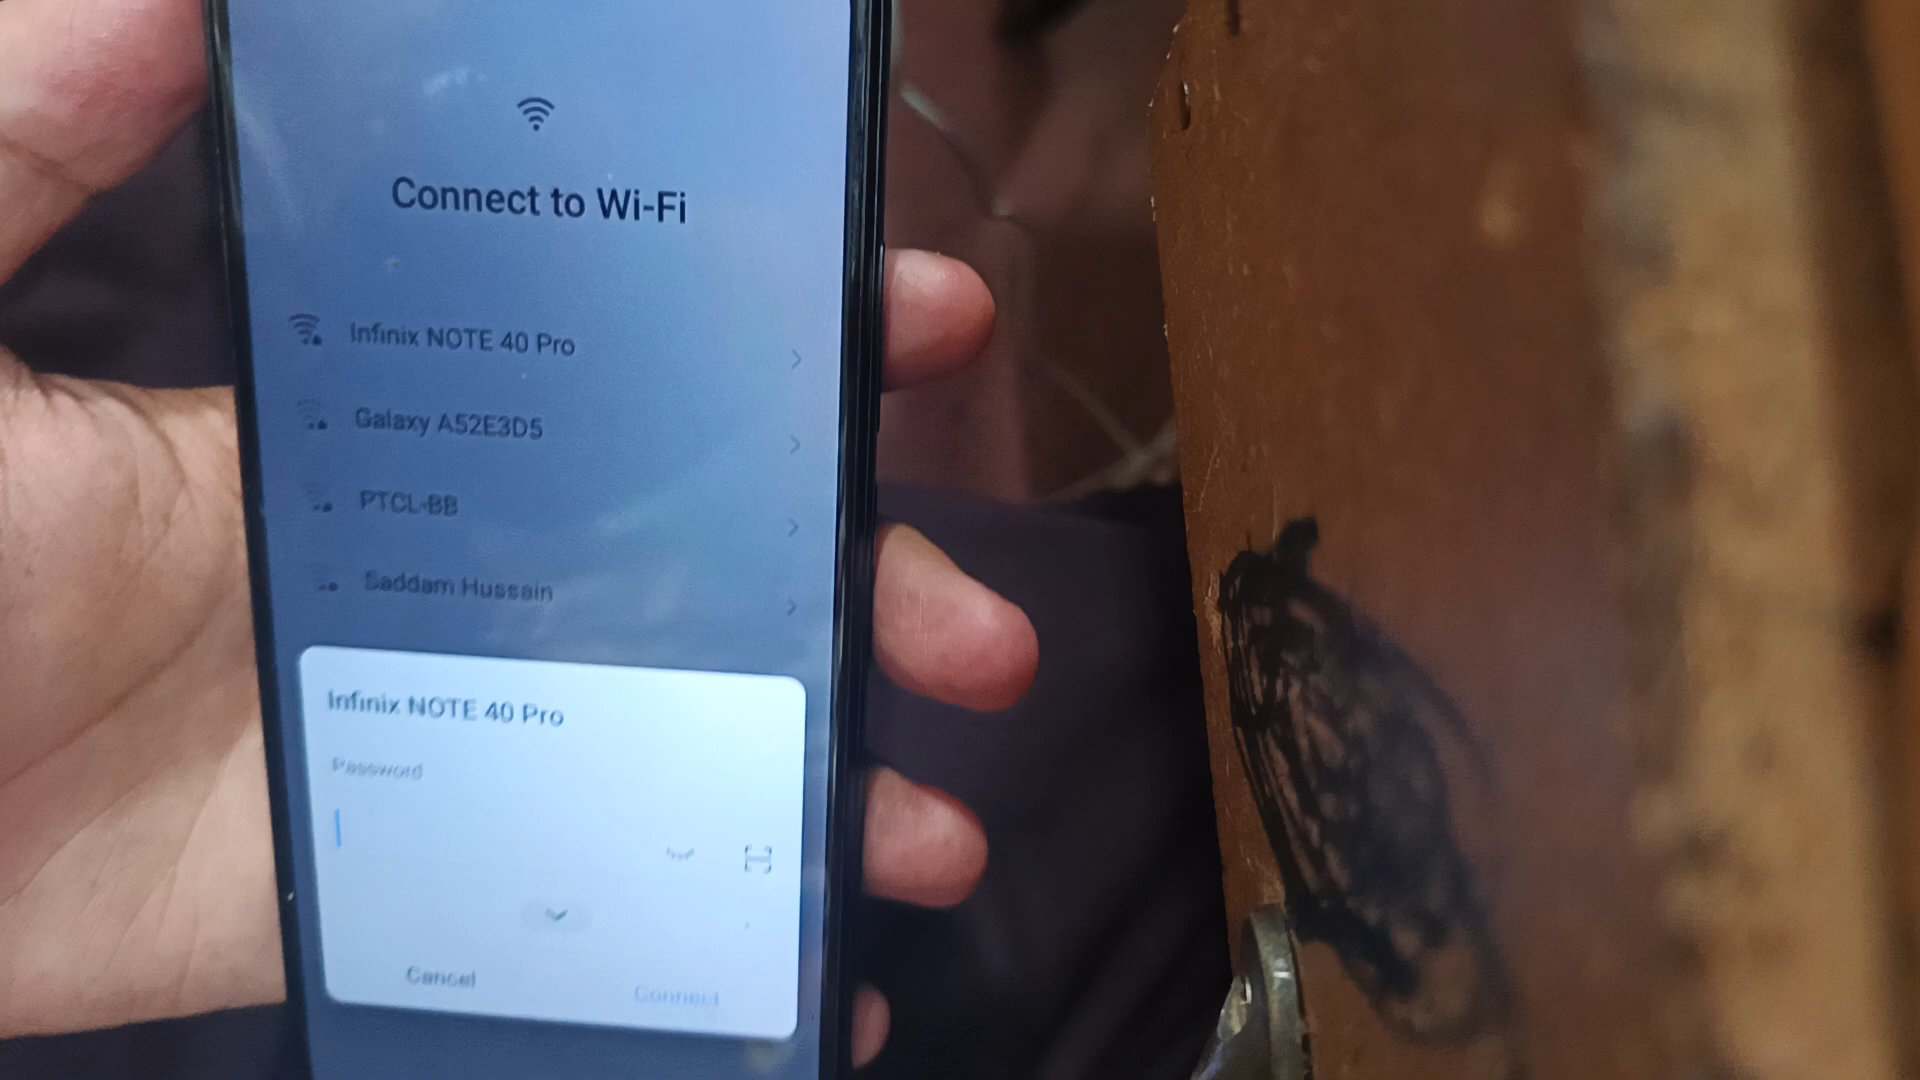 Connect to Wi-Fi
Infinix NOTE 40 Pro
Galaxy A52E3D5
PTCL-BB
Saddam Hussain
Infinix NOTE 40 Pro
Password
Cancel
Connect